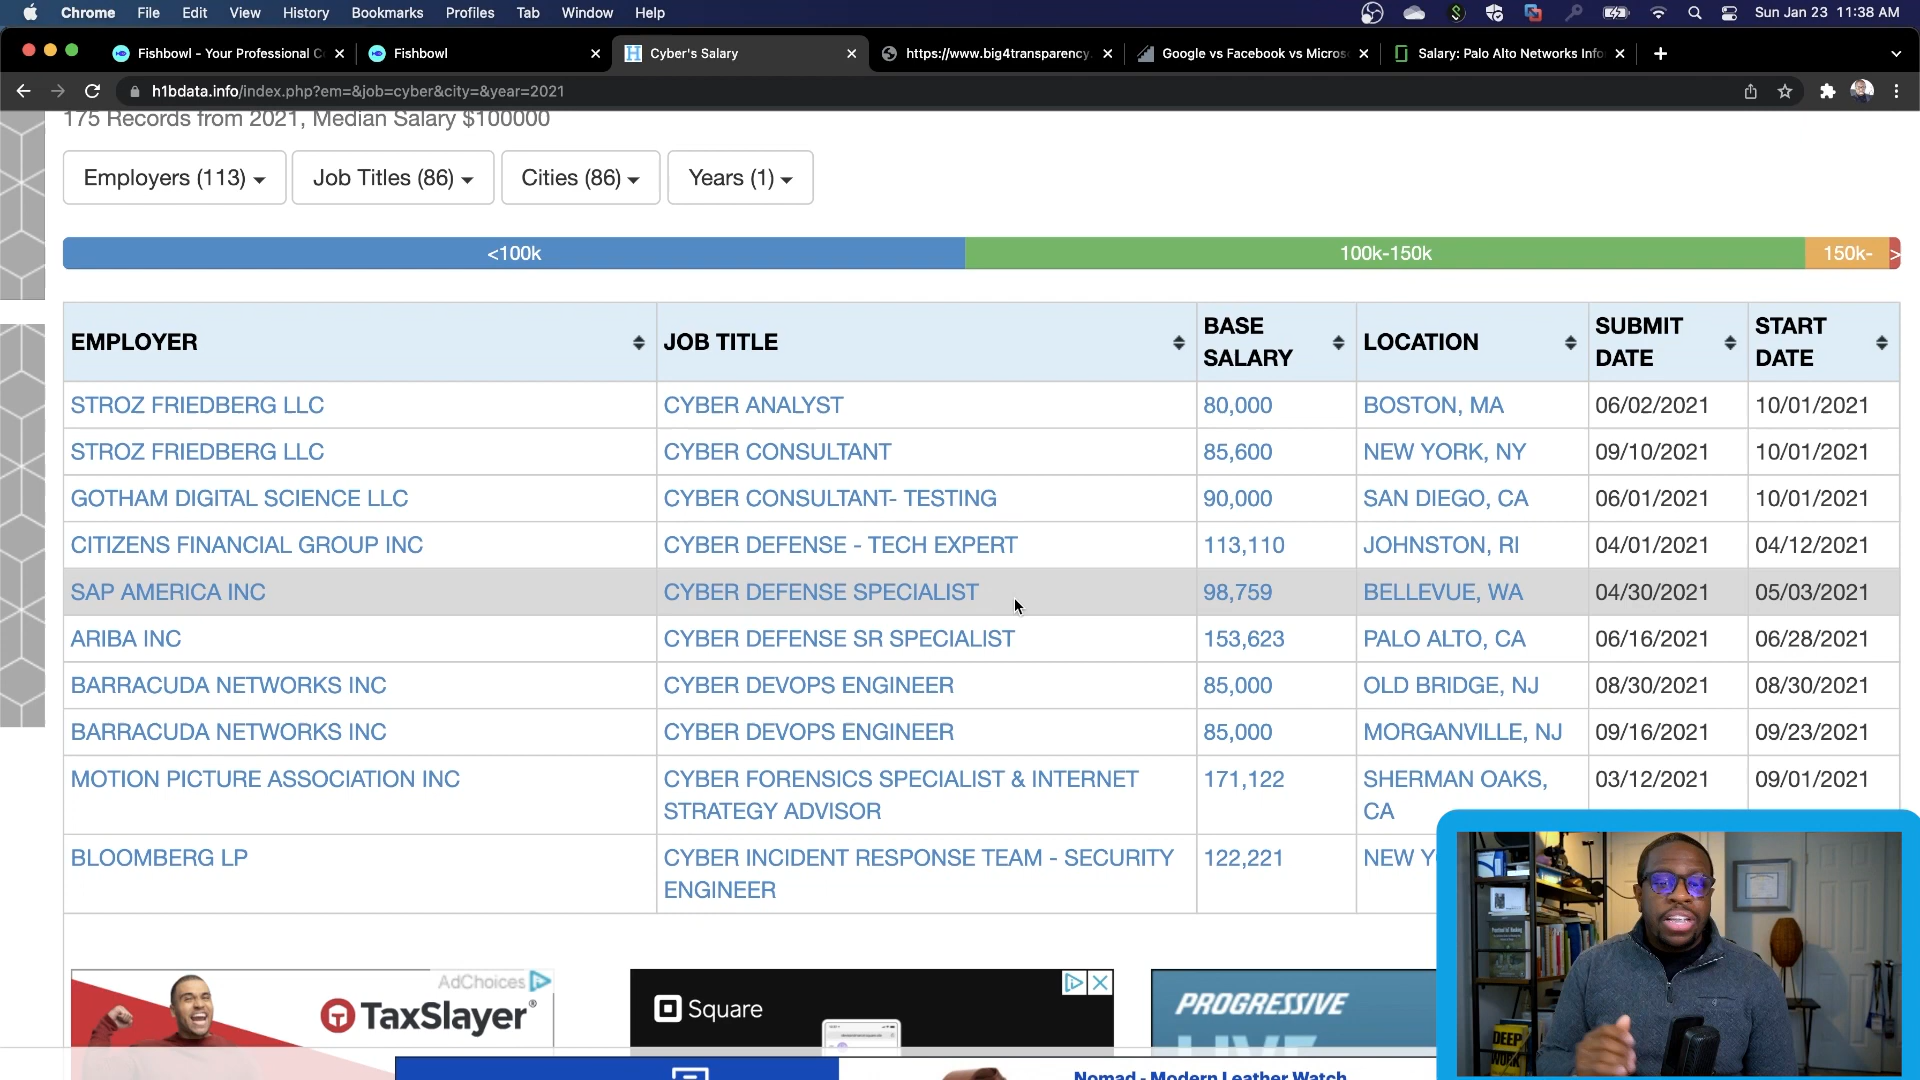 Chrome File Edit View History Bookmarks Profiles Tab Window Help Sun Jan 23 11:38 AM
Fishbowl - Your Professional C Fishbowl Cyber's Salary https://www.big4transparency. Google vs Facebook vs Micros Salary: Palo Alto Networks Info
h1bdata.info/index.php?em=&job=cyber&city=&year=2021
175 Records from 2021, Median Salary $100000
Employers (113) Job Titles (86) Cities (86) Years (1)
<100k 100k-150k 150k- >
EMPLOYER JOB TITLE BASE SALARY LOCATION SUBMIT DATE START DATE
STROZ FRIEDBERG LLC CYBER ANALYST 80,000 BOSTON, MA 06/02/2021 10/01/2021
STROZ FRIEDBERG LLC CYBER CONSULTANT 85,600 NEW YORK, NY 09/10/2021 10/01/2021
GOTHAM DIGITAL SCIENCE LLC CYBER CONSULTANT- TESTING 90,000 SAN DIEGO, CA 06/01/2021 10/01/2021
CITIZENS FINANCIAL GROUP INC CYBER DEFENSE - TECH EXPERT 113,110 JOHNSTON, RI 04/01/2021 04/12/2021
SAP AMERICA INC CYBER DEFENSE SPECIALIST 98,759 BELLEVUE, WA 04/30/2021 05/03/2021
ARIBA INC CYBER DEFENSE SR SPECIALIST 153,623 PALO ALTO, CA 06/16/2021 06/28/2021
BARRACUDA NETWORKS INC CYBER DEVOPS ENGINEER 85,000 OLD BRIDGE, NJ 08/30/2021 08/30/2021
BARRACUDA NETWORKS INC CYBER DEVOPS ENGINEER 85,000 MORGANVILLE, NJ 09/16/2021 09/23/2021
MOTION PICTURE ASSOCIATION INC CYBER FORENSICS SPECIALIST & INTERNET 171,122 SHERMAN OAKS, 03/12/2021 09/01/2021
STRATEGY ADVISOR CA
BLOOMBERG LP CYBER INCIDENT RESPONSE TEAM - SECURITY 122,221 NEW Y
ENGINEER
AdChoices
TaxSlayer®
Square
PROGRESSIVE
LIVE
Nomad - Modern Leather Watch
DEEP
WORK